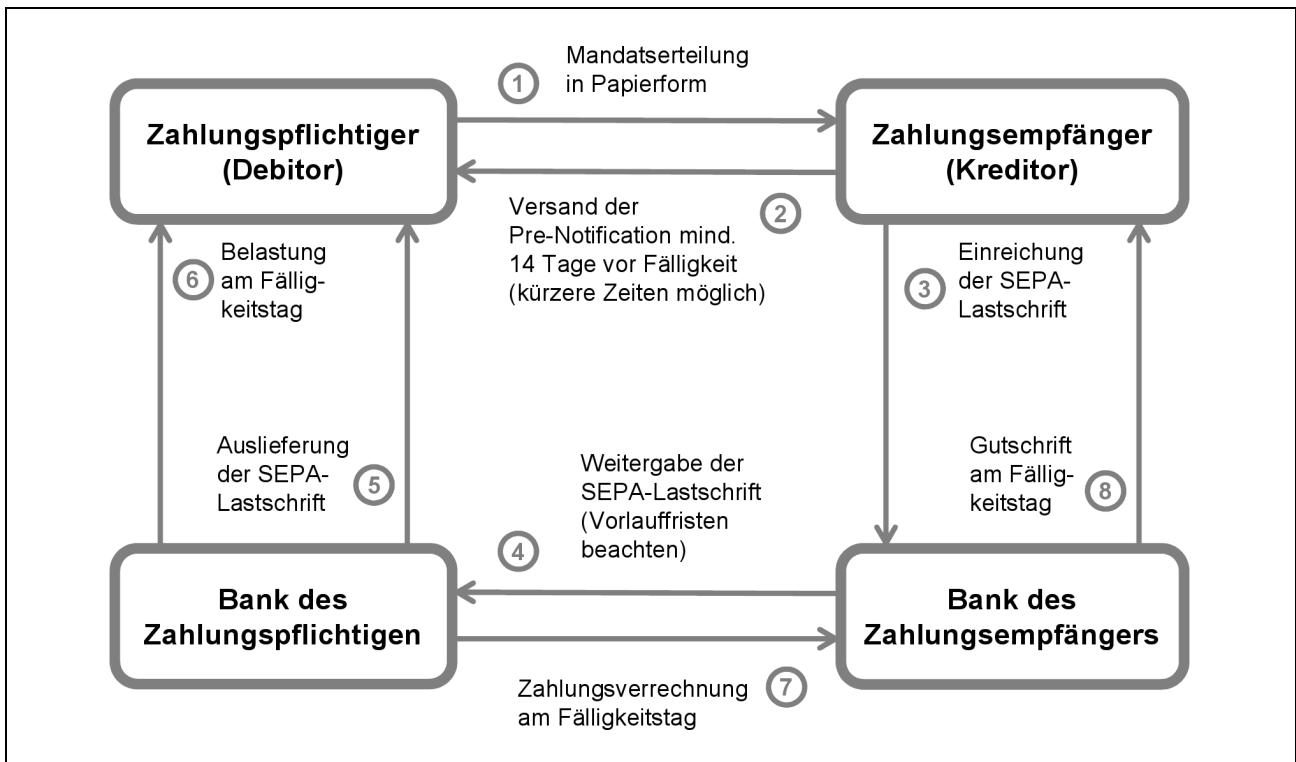 Mandatserteilung
in Papierform
1
Zahlungspflichtiger
(Debitor)
Zahlungsempfänger
(Kreditor)
Versand der
Pre-Notification mind.
14 Tage vor Fälligkeit
(kürzere Zeiten möglich)
2
6
Belastung
am Fällig-
keitstag
3
Einreichung
der SEPA-
Lastschrift
Auslieferung
der SEPA-
Lastschrift
5
Weitergabe der
SEPA-Lastschrift
(Vorlauffristen
beachten)
4
Gutschrift
am Fällig-
keitstag
8
Bank des
Zahlungspflichtigen
Bank des
Zahlungsempfängers
Zahlungsverrechnung
am Fälligkeitstag
7